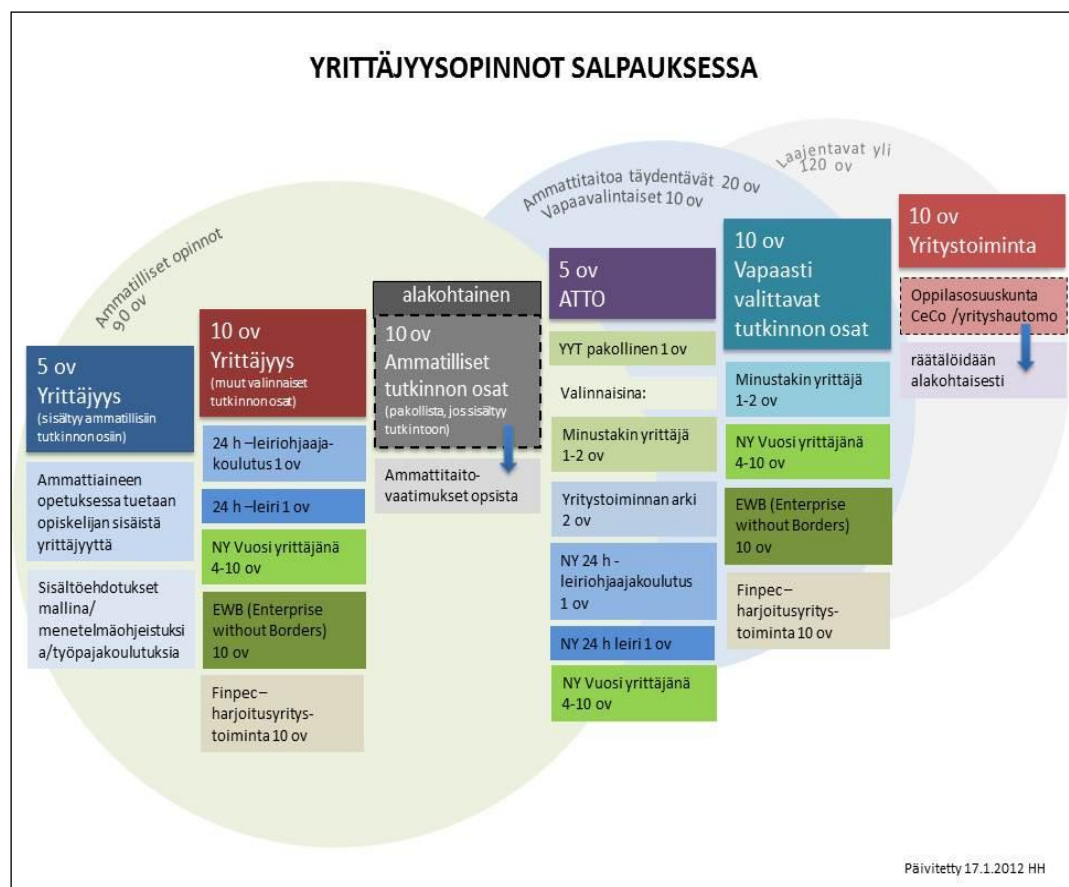 YRITTÄJYYSOPINNOT SALPAUKSESSA
Ammatilliset opinnot
90 ov
Ammattitaitoa täydentävät 20 ov
Vapaavalintaiset 10 ov
Laajentavat yli
120 ov
5 ov
Yrittäjyys
(sisältyy ammatillisiin
tutkinnon osiin)
Ammattiaineen
opetuksessa tuetaan
opiskelijan sisäistä
yrittäjyyttä
Sisältöehdotukset
mallina/
menetelmäohjeistuksi
a/työpajakoulutuksia
10 ov
Yrittäjyys
(muut valinnaiset
tutkinnon osat)
24 h –leiriohjaaja-
koulutus 1 ov
24 h –leiri 1 ov
NY Vuosi yrittäjänä
4-10 ov
EWB (Enterprise
without Borders)
10 ov
Finpec –
harjoitusyritys-
toiminta 10 ov
alakohtainen
10 ov
Ammatilliset
tutkinnon osat
(pakollista, jos sisältyy
tutkintoon)
Ammattitaito-
vaatimukset opsista
5 ov
ATTO
YYT pakollinen 1 ov
Valinnaisina:
Minustakin yrittäjä
1-2 ov
Yritystoiminnan arki
2 ov
NY 24 h -
leiriohjaajakoulutus
1 ov
NY 24 h leiri 1 ov
NY Vuosi yrittäjänä
4-10 ov
10 ov
Vapaasti
valittavat
tutkinnon osat
Minustakin yrittäjä
1-2 ov
NY Vuosi yrittäjänä
4-10 ov
EWB (Enterprise
without Borders)
10 ov
Finpec –
harjoitusyritys-
toiminta 10 ov
10 ov
Yritystoiminta
Oppilasosuuskunta
CeCo /yrityshautomo
räätälöidään
alakohtaisesti
Päivitetty 17.1.2012 HH